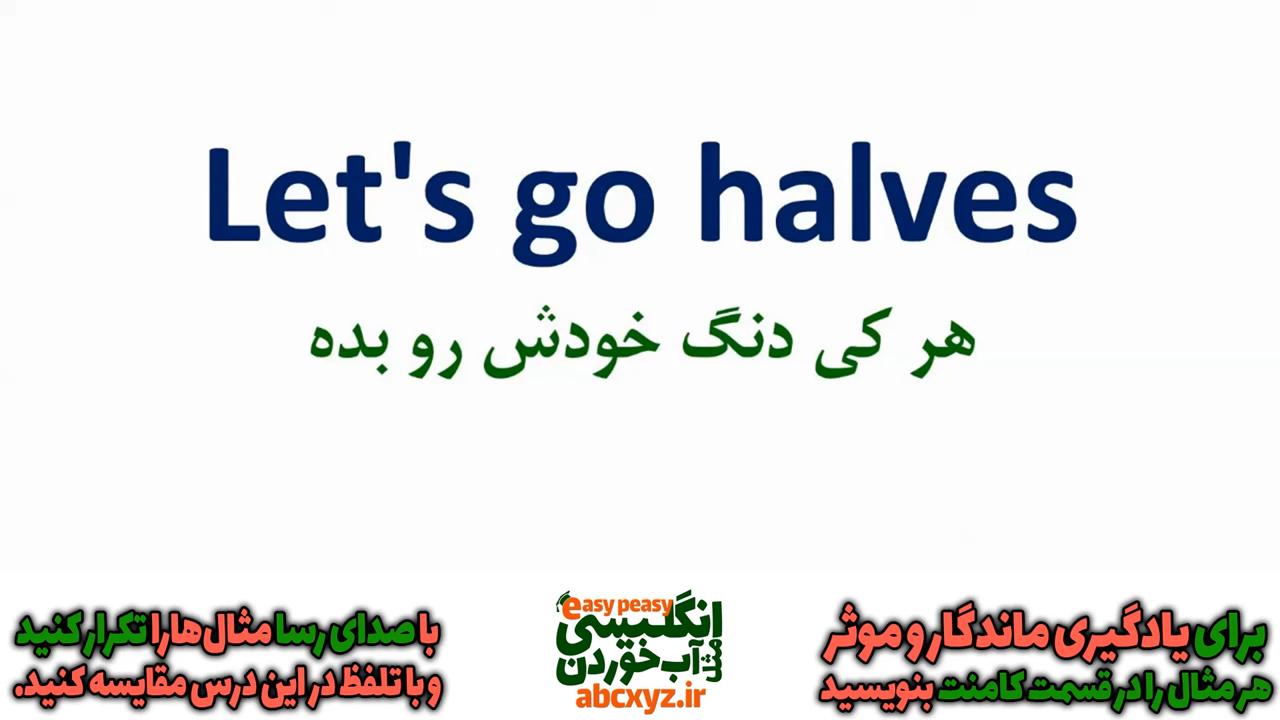 Let's go halves
هر کی دنگ خودش رو بده
برای یادگیری ماندگار و موثر
هر مثال را در قسمت کامنت بنویسید
easy peasy
انگلیسی
مثل آب خوردن
abcxyz.ir
با صدای رسا مثال‌ها را تکرار کنید
و با تلفظ در این درس مقایسه کنید.